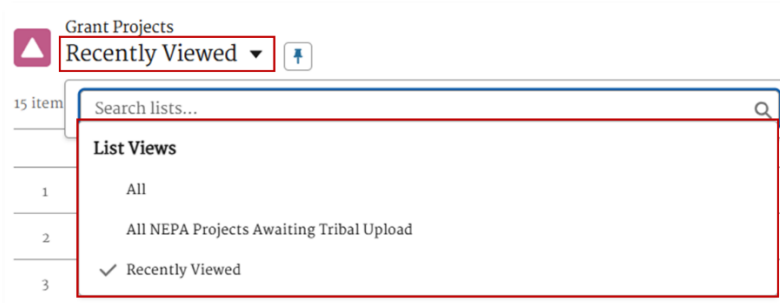 Grant Projects
Recently Viewed
15 item
Search lists...
List Views
1
All
2
All NEPA Projects Awaiting Tribal Upload
Recently Viewed
3